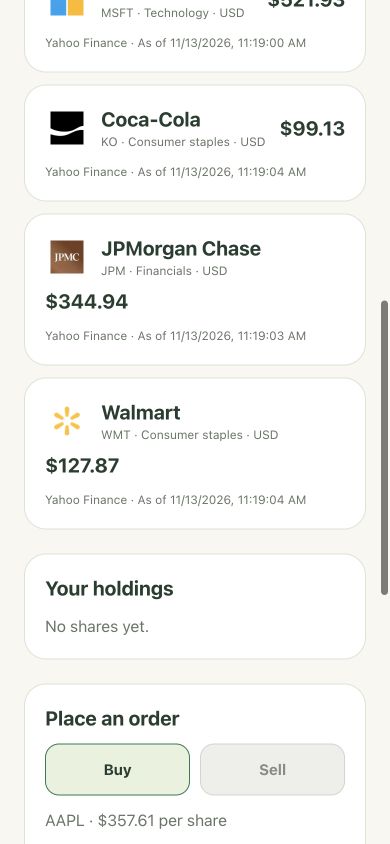 $521.93
MSFT · Technology · USD
Yahoo Finance · As of 11/13/2026, 11:19:00 AM
Coca-Cola
KO · Consumer staples · USD
$99.13
Yahoo Finance · As of 11/13/2026, 11:19:04 AM
JPMC
JPMorgan Chase
JPM · Financials · USD
$344.94
Yahoo Finance · As of 11/13/2026, 11:19:03 AM
Walmart
WMT · Consumer staples · USD
$127.87
Yahoo Finance · As of 11/13/2026, 11:19:04 AM
Your holdings
No shares yet.
Place an order
Buy
Sell
AAPL · $357.61 per share